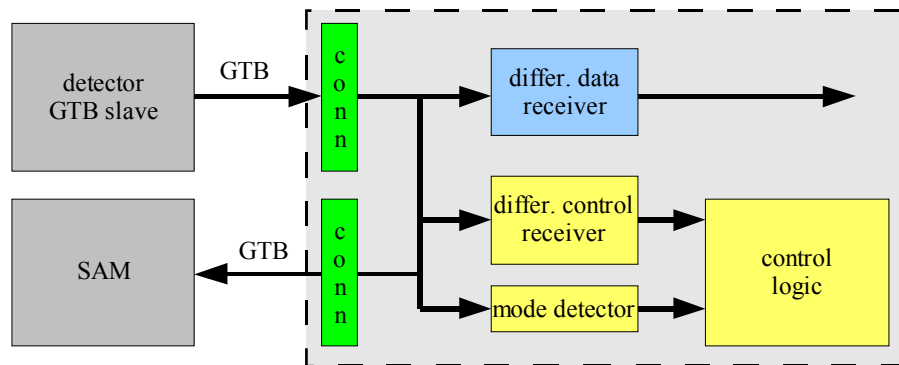 detector
GTB slave
GTB
c
o
n
n
differ. data
receiver
differ. control
receiver
SAM
GTB
c
o
n
n
mode detector
control
logic